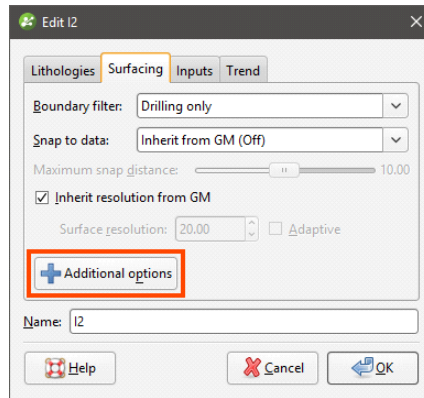 Edit I2
Lithologies Surfacing Inputs Trend
Boundary filter: Drilling only
Snap to data: Inherit from GM (Off)
Maximum snap distance: 10.00
Inherit resolution from GM
Surface resolution: 20.00 Adaptive
Additional options
Name: I2
Help Cancel OK